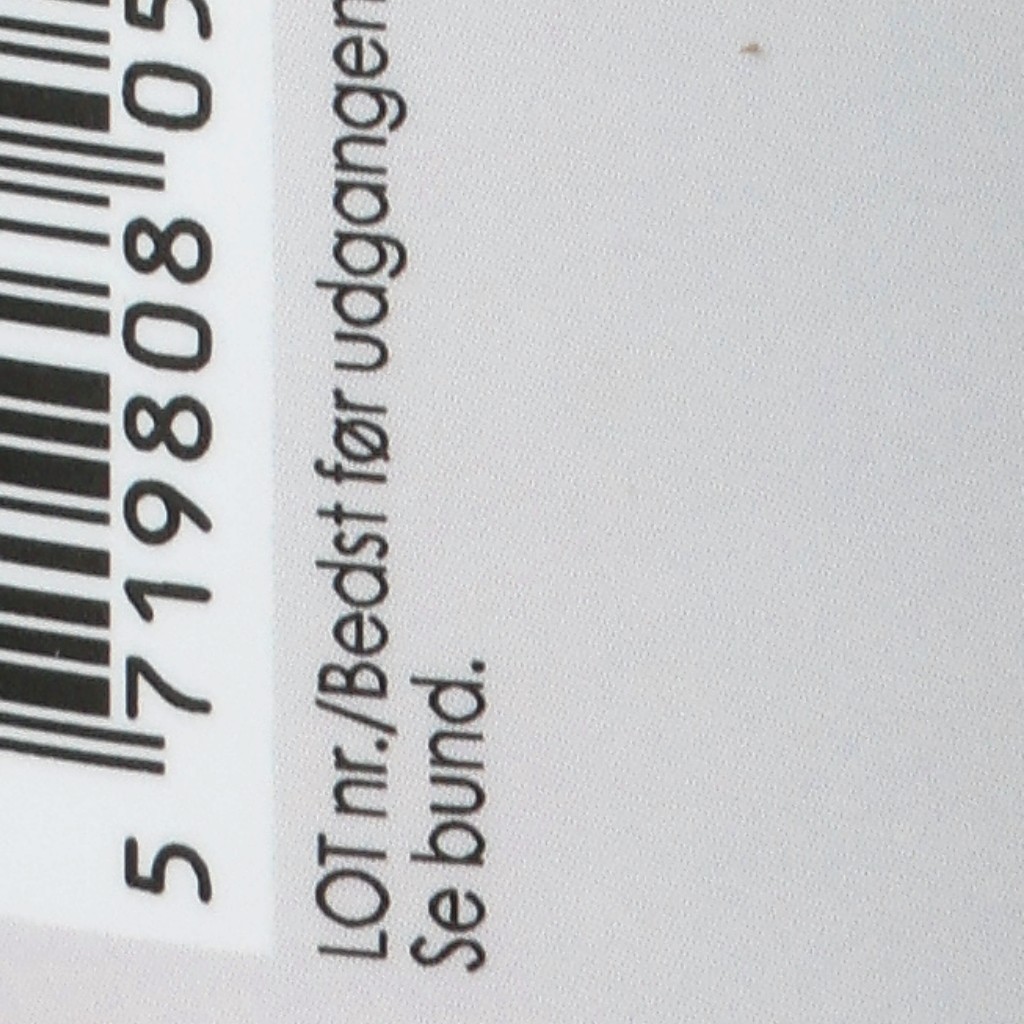 5 719808 05
LOT nr./Bedst før udgangen
Se bund.